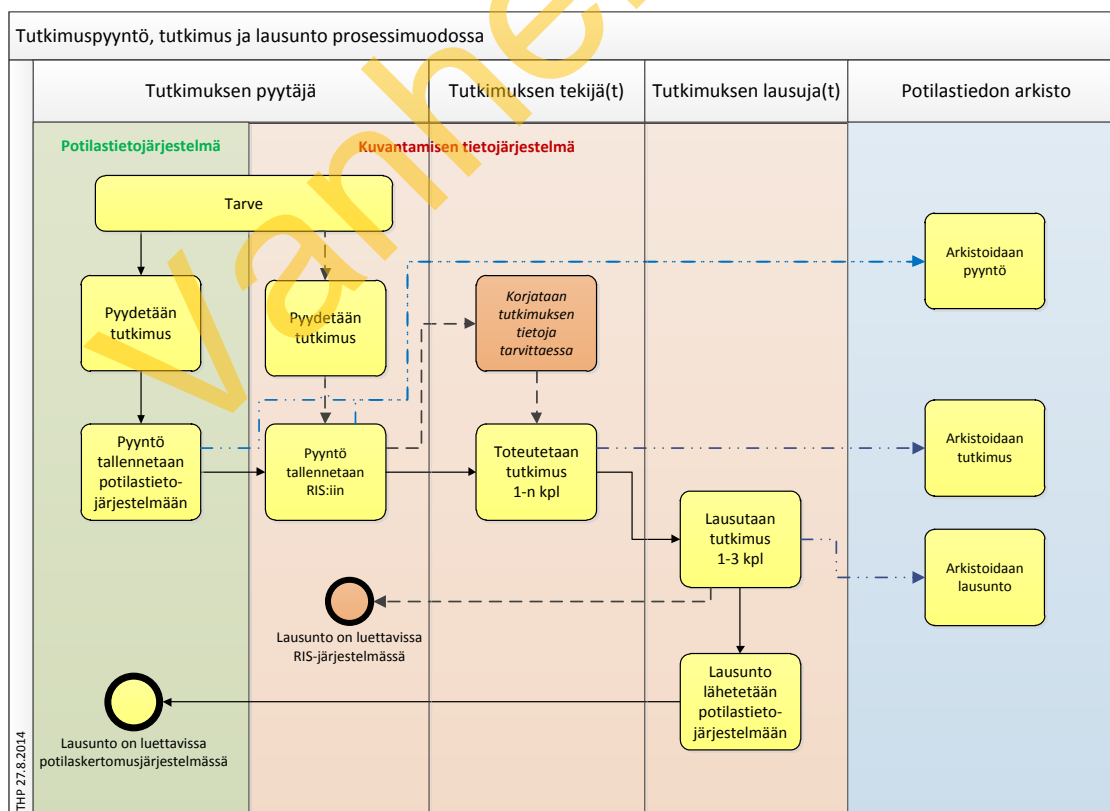 Tutkimuspyyntö, tutkimus ja lausunto prosessimuodossa
Tutkimuksen pyytäjä
Tutkimuksen tekijä(t)
Tutkimuksen lausuja(t)
Potilastiedon arkisto
Potilastietojärjestelmä
Kuvantamisen tietojärjestelmä
Tarve
Pyydetään
tutkimus
Pyydetään
tutkimus
Korjataan
tutkimuksen
tietoja
tarvittaessa
Arkistoidaan
pyyntö
Pyyntö
tallennetaan
potilastieto-
järjestelmään
Pyyntö
tallennetaan
RIS:iin
Toteutetaan
tutkimus
1-n kpl
Arkistoidaan
tutkimus
Lausutaan
tutkimus
1-3 kpl
Arkistoidaan
lausunto
Lausunto on luettavissa
RIS-järjestelmässä
Lausunto
lähetetään
potilastieto-
järjestelmään
Lausunto on luettavissa
potilaskertomusjärjestelmässä
THP 27.8.2014
Vanhe